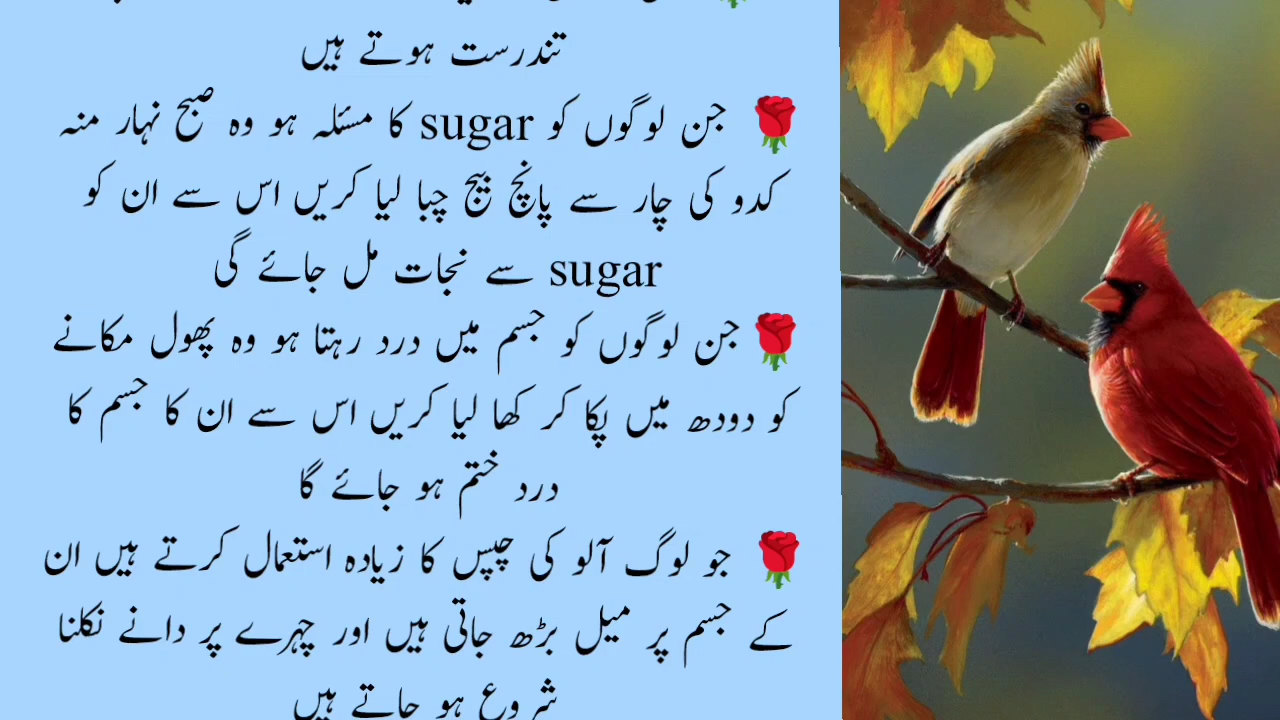 تندرست ہوتے ہیں
🌹 جن لوگوں کو sugar کا مسئلہ ہو وہ صبح نہار منہ
کدو کی چار سے پانچ بیج چبا لیا کریں اس سے ان کو
sugar سے نجات مل جائے گی
🌹 جن لوگوں کو جسم میں درد رہتا ہو وہ پھول مکانے
کو دودھ میں پکا کر کھا لیا کریں اس سے ان کا جسم کا
درد ختم ہو جائے گا
🌹 جو لوگ آلو کی چپس کا زیادہ استعمال کرتے ہیں ان
کے جسم پر میل بڑھ جاتی ہیں اور چہرے پر دانے نکلنا
شروع ہو جاتے ہیں